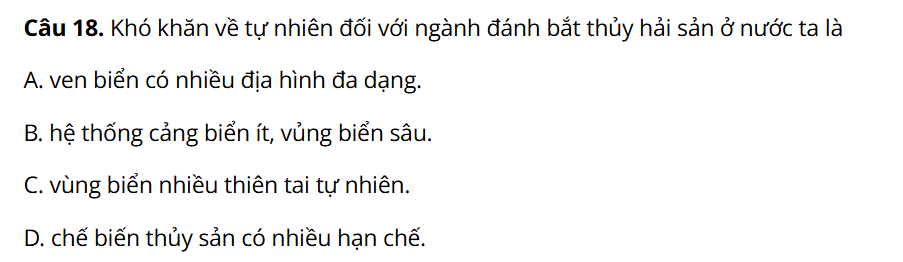 Câu 18. Khó khăn về tự nhiên đối với ngành đánh bắt thủy hải sản ở nước ta là
A. ven biển có nhiều địa hình đa dạng.
B. hệ thống cảng biển ít, vủng biển sâu.
C. vùng biển nhiều thiên tai tự nhiên.
D. chế biến thủy sản có nhiều hạn chế.